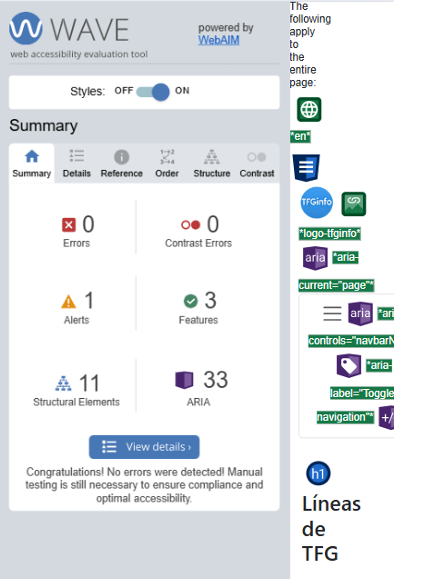 WAVE
web accessibility evaluation tool
powered by
WebAIM
Styles: OFF ON
Summary
Summary Details Reference Order Structure Contrast
0
Errors
0
Contrast Errors
1
Alerts
3
Features
11
Structural Elements
33
ARIA
View details ›
Congratulations! No errors were detected! Manual
testing is still necessary to ensure compliance and
optimal accessibility.
The
following
apply
to
the
entire
page:
*en*
TFGinfo
*logo-tfginfo*
aria *aria-
current="page"*
aria *ari
controls="navbarN
*aria-
label="Toggle
navigation"*
h1
Líneas
de
TFG